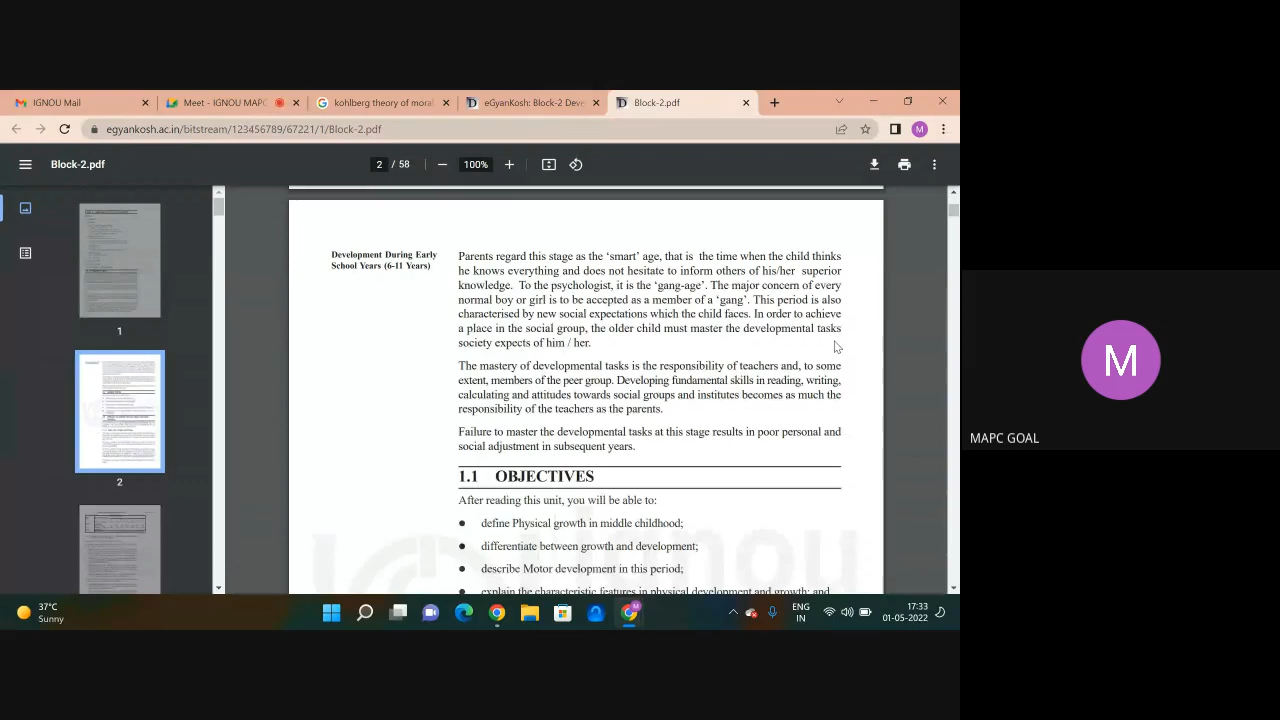 IGNOU Mail
Meet - IGNOU MAPC
kohlberg theory of moral
eGyanKosh: Block-2 Deve
Block-2.pdf
egyankosh.ac.in/bitstream/123456789/67221/1/Block-2.pdf
M
Block-2.pdf
2 / 58
100%
Development During Early
School Years (6-11 Years)
Parents regard this stage as the ‘smart’ age, that is the time when the child thinks
he knows everything and does not hesitate to inform others of his/her superior
knowledge. To the psychologist, it is the ‘gang-age’. The major concern of every
normal boy or girl is to be accepted as a member of a ‘gang’. This period is also
characterised by new social expectations which the child faces. In order to achieve
a place in the social group, the older child must master the developmental tasks
society expects of him / her.
The mastery of developmental tasks is the responsibility of teachers and, to some
extent, members of the peer group. Developing fundamental skills in reading, writing,
calculating and attitudes towards social groups and institutes becomes as much the
responsibility of the teachers as the parents.
Failure to master the developmental tasks at this stage results in poor personal and
social adjustment in subsequent years.
1.1 OBJECTIVES
After reading this unit, you will be able to:
● define Physical growth in middle childhood;
● differentiate between growth and development;
● describe Motor development in this period;
● explain the characteristic features in physical development and growth; and
1
2
M
MAPC GOAL
37°C
Sunny
ENG
IN
17:33
01-05-2022